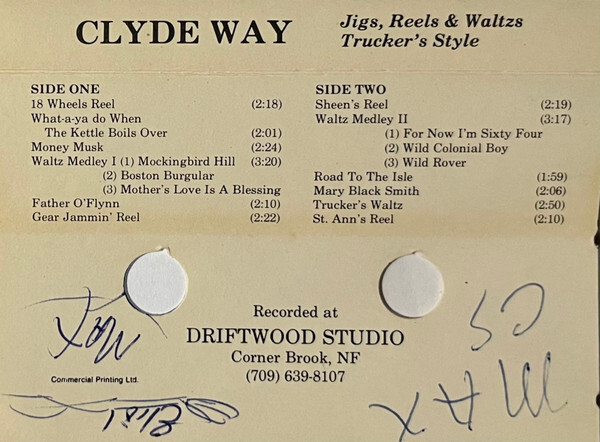 CLYDE WAY
Jigs, Reels & Waltzs
Trucker's Style
SIDE ONE
18 Wheels Reel (2:18)
What-a-ya do When
The Kettle Boils Over (2:01)
Money Musk (2:24)
Waltz Medley I (1) Mockingbird Hill (3:20)
(2) Boston Burgular
(3) Mother's Love Is A Blessing
Father O'Flynn (2:10)
Gear Jammin' Reel (2:22)
SIDE TWO
Sheen's Reel (2:19)
Waltz Medley II (3:17)
(1) For Now I'm Sixty Four
(2) Wild Colonial Boy
(3) Wild Rover
Road To The Isle (1:59)
Mary Black Smith (2:06)
Trucker's Waltz (2:50)
St. Ann's Reel (2:10)
Recorded at
DRIFTWOOD STUDIO
Corner Brook, NF
(709) 639-8107
Commercial Printing Ltd.
MAX